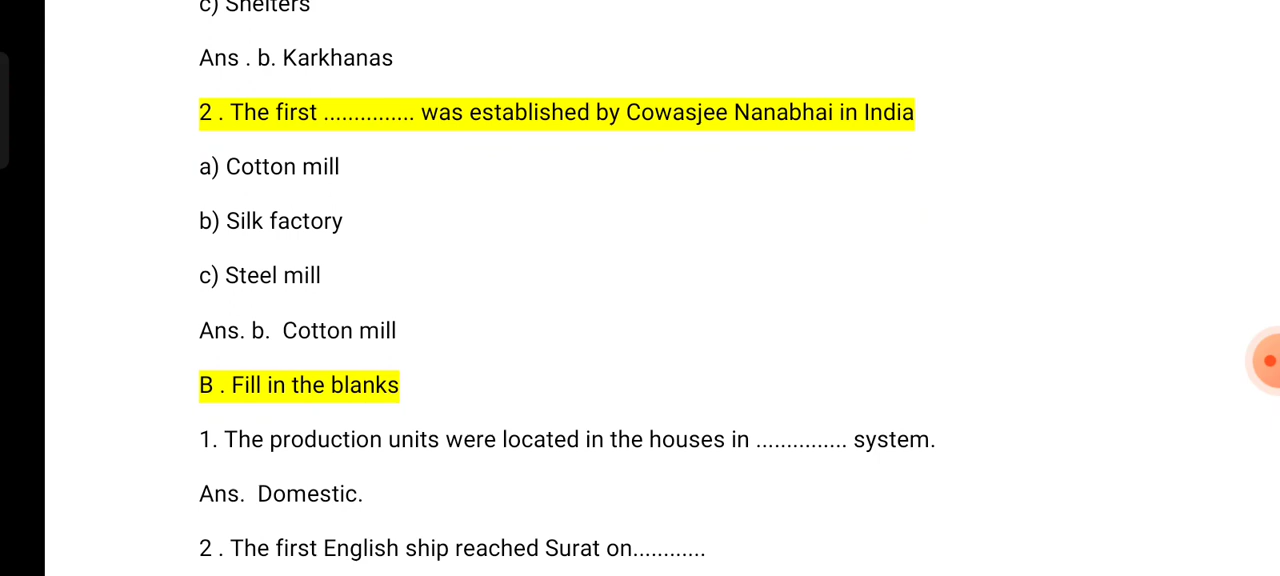 c) Shelters
Ans . b. Karkhanas
2 . The first ............... was established by Cowasjee Nanabhai in India
a) Cotton mill
b) Silk factory
c) Steel mill
Ans. b.  Cotton mill
B . Fill in the blanks
1. The production units were located in the houses in ............... system.
Ans.  Domestic.
2 . The first English ship reached Surat on............